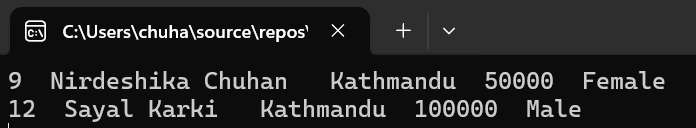 C:\Users\chuha\source\repos\
9  Nirdeshika Chuhan   Kathmandu  50000  Female
12  Sayal Karki   Kathmandu  100000  Male